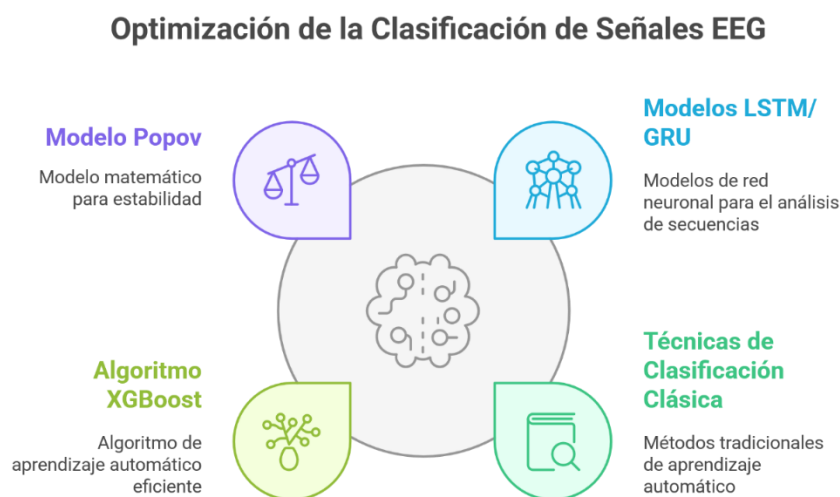 Optimización de la Clasificación de Señales EEG
Modelo Popov
Modelo matemático
para estabilidad
Modelos LSTM/
GRU
Modelos de red
neuronal para el análisis
de secuencias
Algoritmo
XGBoost
Algoritmo de
aprendizaje automático
eficiente
Técnicas de
Clasificación
Clásica
Métodos tradicionales
de aprendizaje
automático